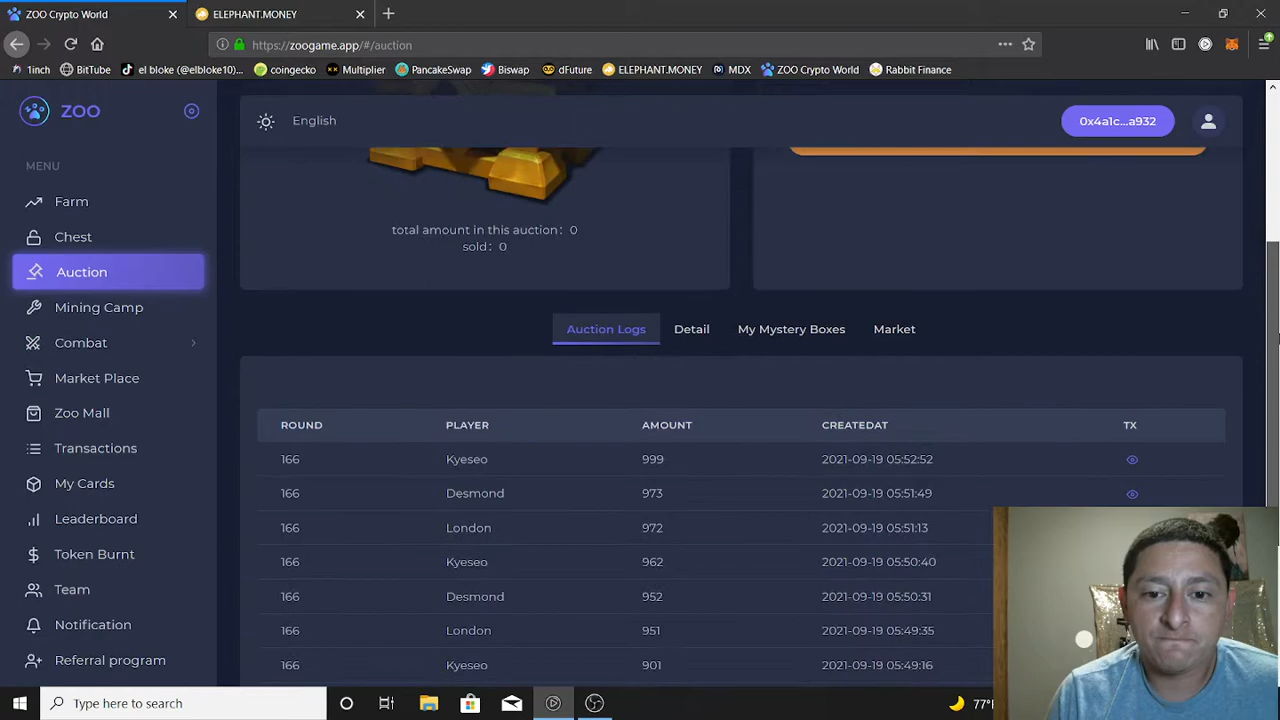 ZOO Crypto World
ELEPHANT.MONEY
https://zoogame.app/#/auction
1inch
BitTube
el bloke (@elbloke10)...
coingecko
Multiplier
PancakeSwap
Biswap
dFuture
ELEPHANT.MONEY
MDX
ZOO Crypto World
Rabbit Finance
ZOO
English
0x4a1c...a932
MENU
Farm
Chest
Auction
Mining Camp
Combat
Market Place
Zoo Mall
Transactions
My Cards
Leaderboard
Token Burnt
Team
Notification
Referral program
total amount in this auction: 0
sold: 0
Auction Logs Detail My Mystery Boxes Market
ROUND PLAYER AMOUNT CREATEDAT TX
166 Kyeseo 999 2021-09-19 05:52:52
166 Desmond 973 2021-09-19 05:51:49
166 London 972 2021-09-19 05:51:13
166 Kyeseo 962 2021-09-19 05:50:40
166 Desmond 952 2021-09-19 05:50:31
166 London 951 2021-09-19 05:49:35
166 Kyeseo 901 2021-09-19 05:49:16
Type here to search
77°